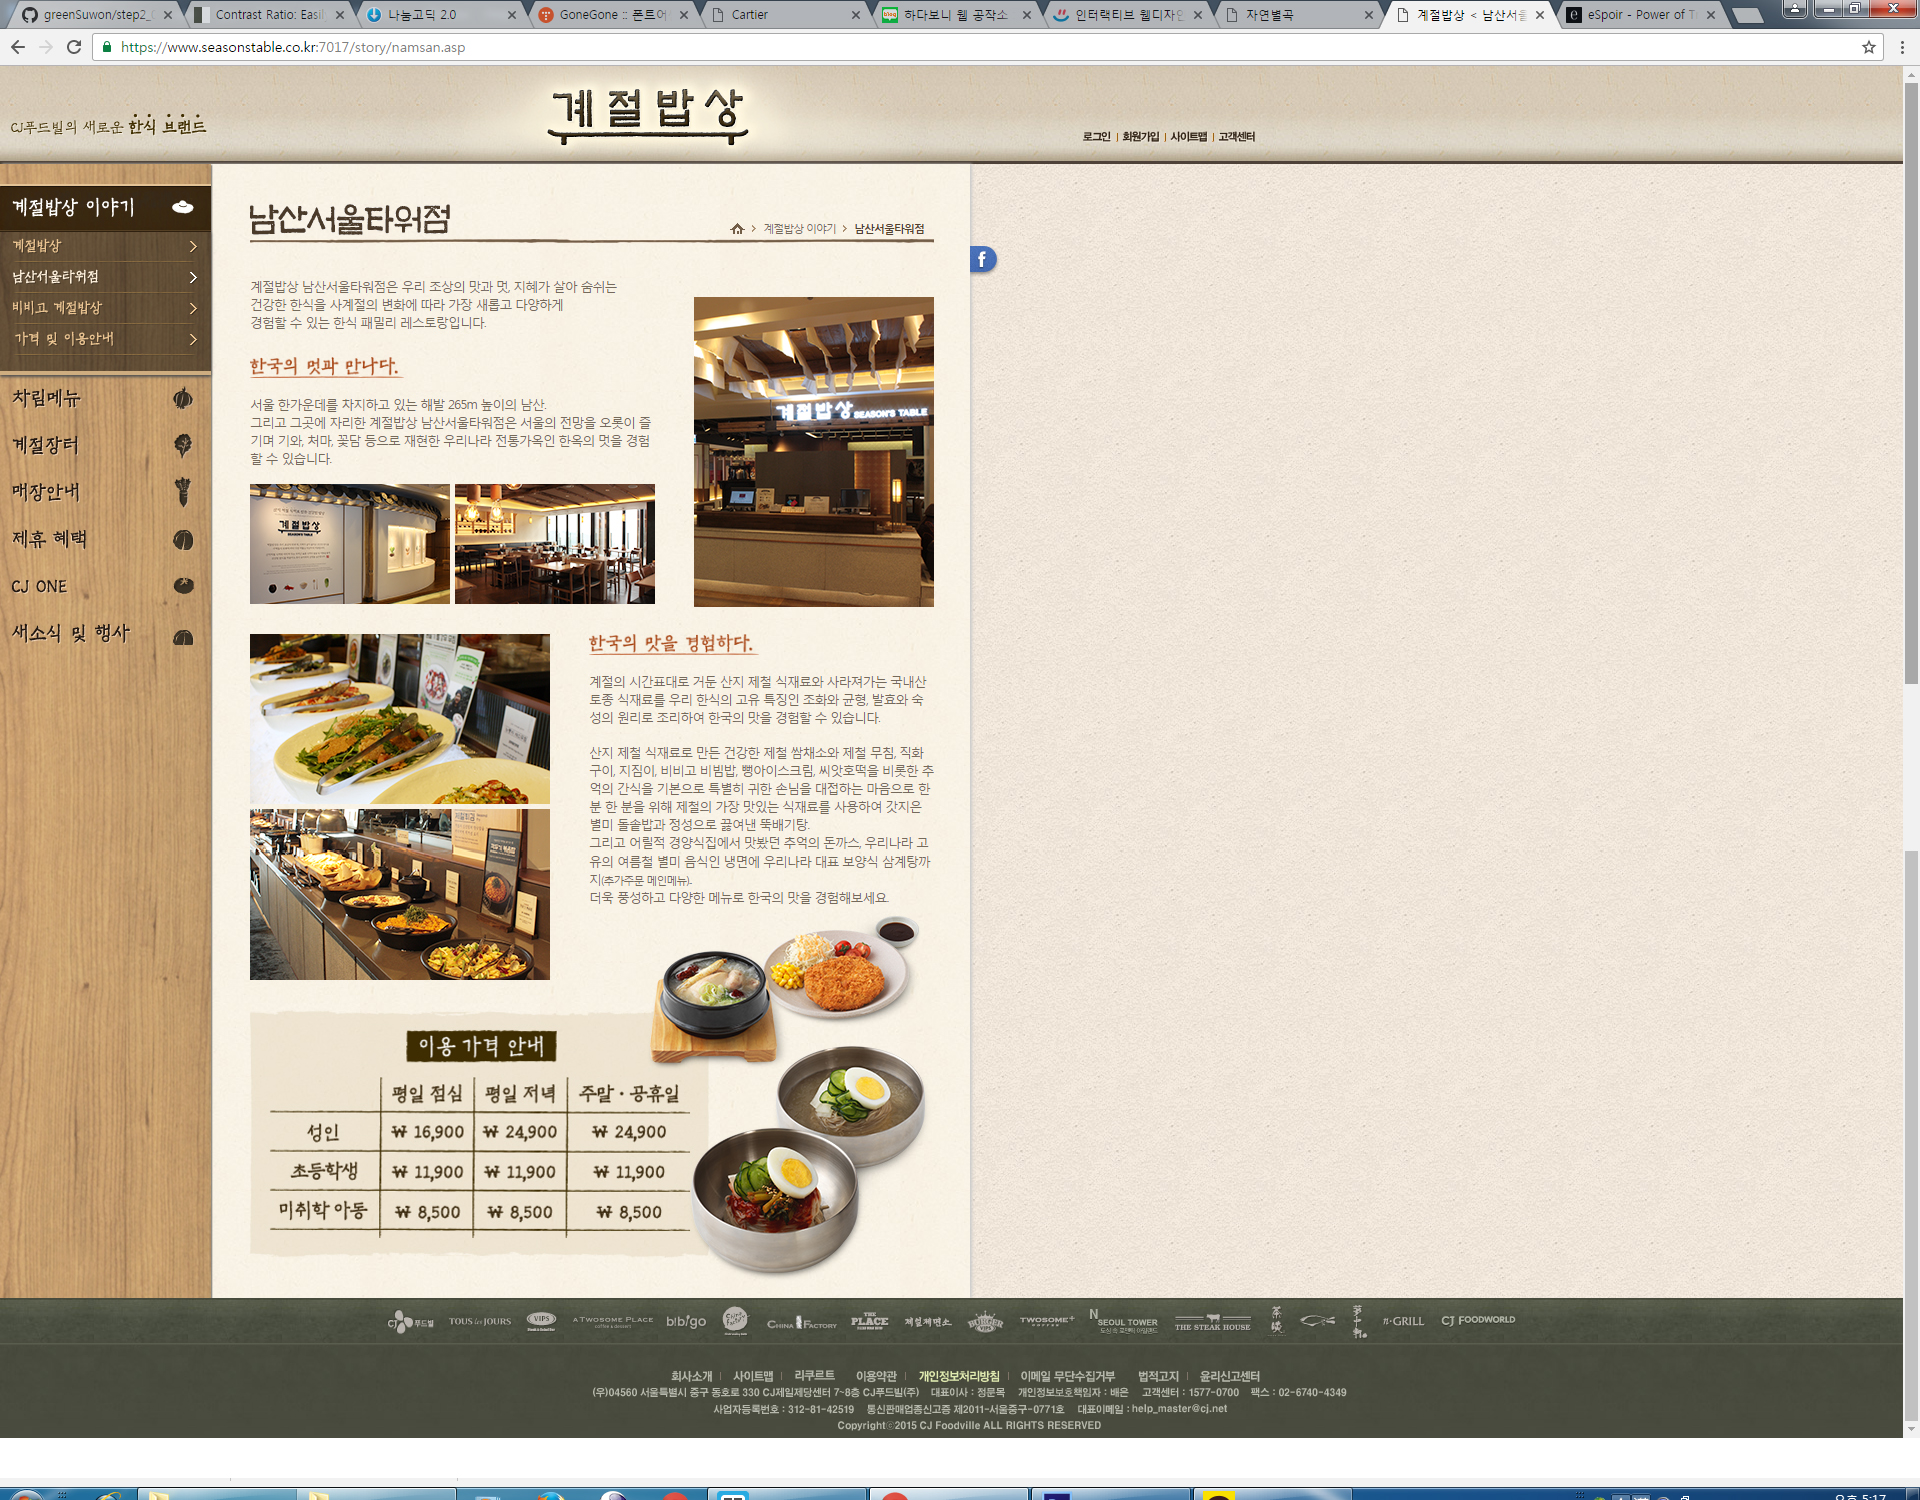 greenSuwon/step2_
Contrast Ratio: Easil
나눔고딕 2.0
GoneGone :: 폰트어
Cartier
하다보니 웹 공작소
인터랙티브 웹디자인
자연별곡
계절밥상 < 남산서울
eSpoir - Power of T
https://www.seasonstable.co.kr:7017/story/namsan.asp
CJ푸드빌의 새로운 한식 브랜드
계절밥상
로그인 | 회원가입 | 사이트맵 | 고객센터
계절밥상 이야기
계절밥상
남산서울타워점
비비고 계절밥상
가격 및 이용안내
차림메뉴
계절장터
매장안내
제휴 혜택
CJ ONE
새소식 및 행사
남산서울타워점
> 계절밥상 이야기 > 남산서울타워점
f
계절밥상 남산서울타워점은 우리 조상의 맛과 멋, 지혜가 살아 숨쉬는
건강한 한식을 사계절의 변화에 따라 가장 새롭고 다양하게
경험할 수 있는 한식 패밀리 레스토랑입니다.
한국의 멋과 만나다.
서울 한가운데를 차지하고 있는 해발 265m 높이의 남산.
그리고 그곳에 자리한 계절밥상 남산서울타워점은 서울의 전망을 오롯이 즐
기며 기와, 처마, 꽃담 등으로 재현한 우리나라 전통가옥인 한옥의 멋을 경험
할 수 있습니다.
계절밥상 SEASON'S TABLE
계절밥상
한국의 맛을 경험하다.
계절의 시간표대로 거둔 산지 제철 식재료와 사라져가는 국내산
토종 식재료를 우리 한식의 고유 특징인 조화와 균형, 발효와 숙
성의 원리로 조리하여 한국의 맛을 경험할 수 있습니다.
산지 제철 식재료로 만든 건강한 제철 쌈채소와 제철 무침, 직화
구이, 지짐이, 비비고 비빔밥, 뻥아이스크림, 씨앗호떡을 비롯한 추
억의 간식을 기본으로 특별히 귀한 손님을 대접하는 마음으로 한
분 한 분을 위해 제철의 가장 맛있는 식재료를 사용하여 갓지은
별미 돌솥밥과 정성으로 끓여낸 뚝배기탕.
그리고 어릴적 경양식집에서 맛봤던 추억의 돈까스, 우리나라 고
유의 여름철 별미 음식인 냉면에 우리나라 대표 보양식 삼계탕까
지(추가주문 메인메뉴).
더욱 풍성하고 다양한 메뉴로 한국의 맛을 경험해보세요.
이용 가격 안내
평일 점심 평일 저녁 주말·공휴일
성인 ₩ 16,900 ₩ 24,900 ₩ 24,900
초등학생 ₩ 11,900 ₩ 11,900 ₩ 11,900
미취학 아동 ₩ 8,500 ₩ 8,500 ₩ 8,500
CJ 푸드빌 TOUS les JOURS VIPS A TWOSOME PLACE bibigo CHINA FACTORY THE PLACE 제일제면소 BURGER TWOSOME+ N SEOUL TOWER THE STEAK HOUSE n·GRILL CJ FOODWORLD
회사소개 | 사이트맵 | 리쿠르트 | 이용약관 | 개인정보처리방침 | 이메일 무단수집거부 | 법적고지 | 윤리신고센터
(우)04560 서울특별시 중구 동호로 330 CJ제일제당센터 7~8층 CJ푸드빌(주) 대표이사 : 정문목 개인정보보호책임자 : 배은 고객센터 : 1577-0700 팩스 : 02-6740-4349
사업자등록번호 : 312-81-42519 통신판매업종신고증 제2011-서울중구-0771호 대표이메일 : help_master@cj.net
Copyrightⓒ2015 CJ Foodville ALL RIGHTS RESERVED
오후 5:17